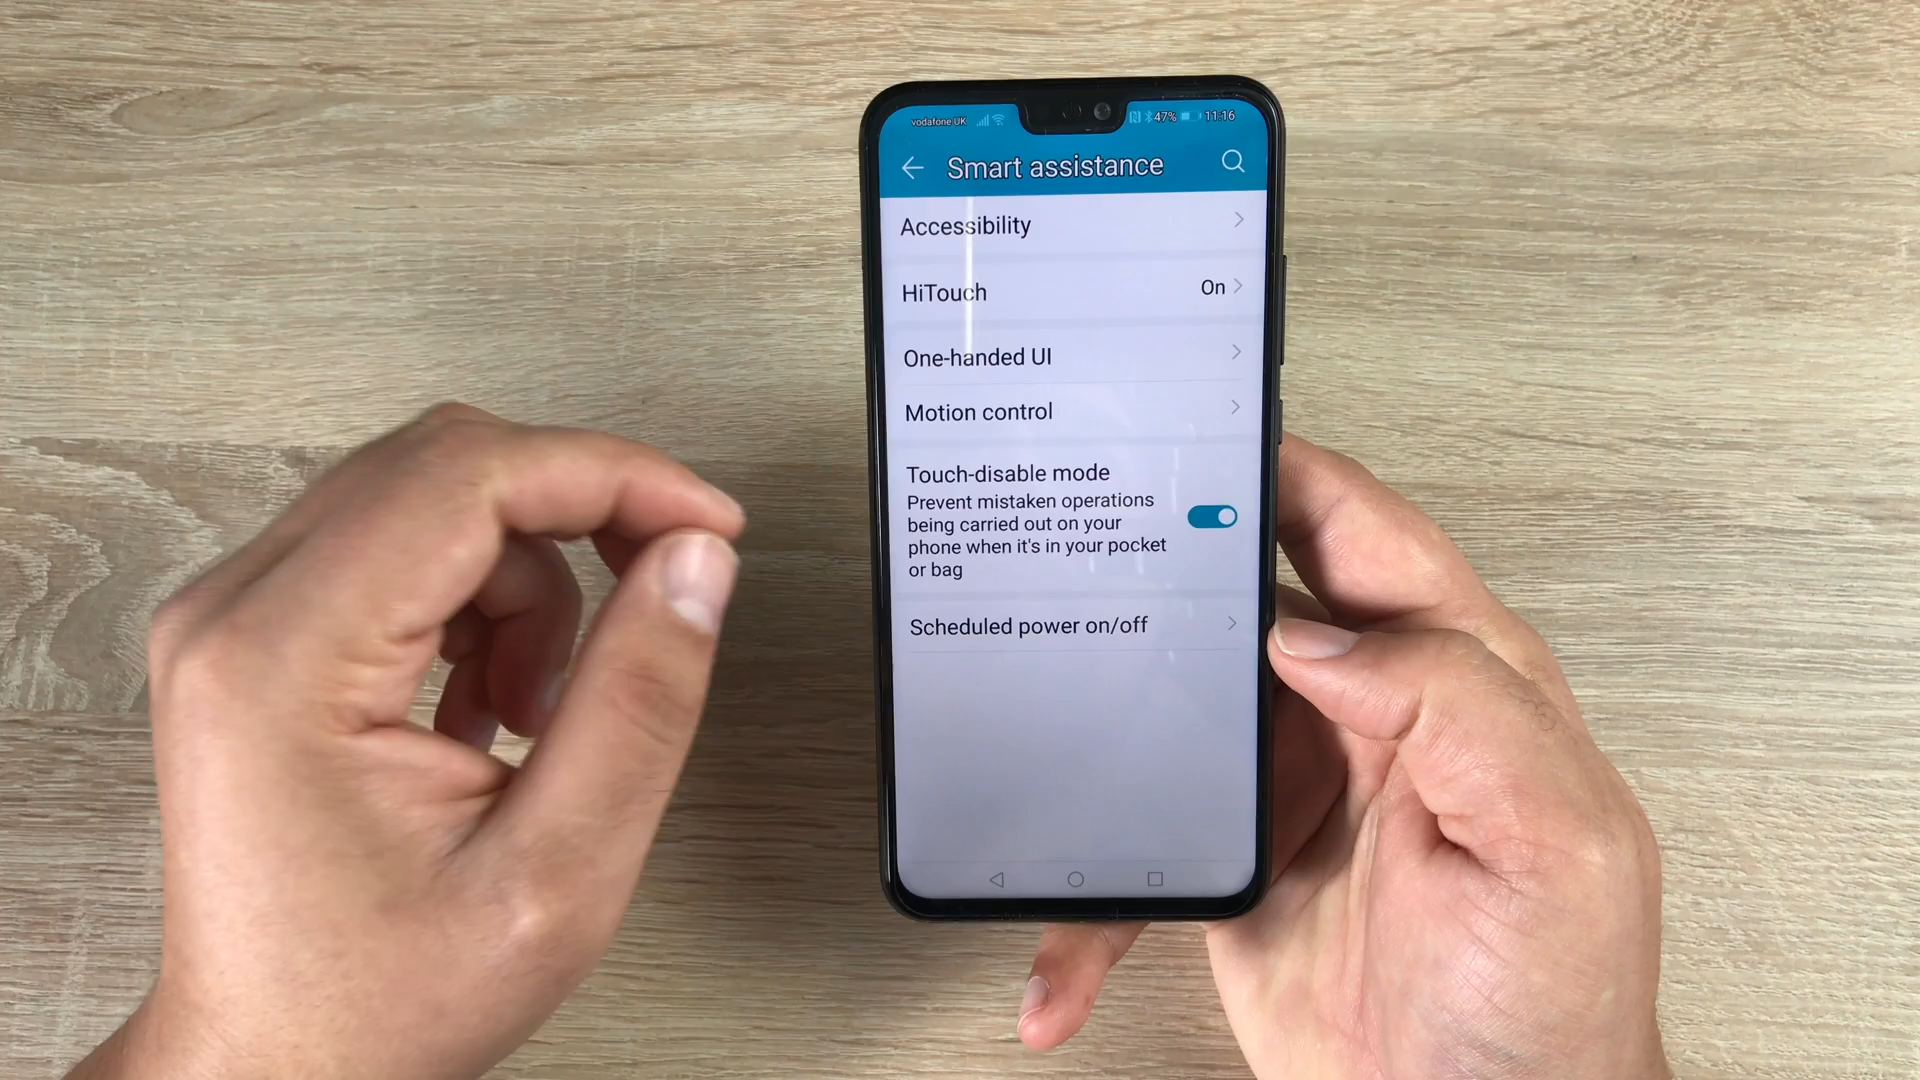 vodafone UK 47% 11:16
Smart assistance
Accessibility
HiTouch On
One-handed UI
Motion control
Touch-disable mode
Prevent mistaken operations
being carried out on your
phone when it's in your pocket
or bag
Scheduled power on/off